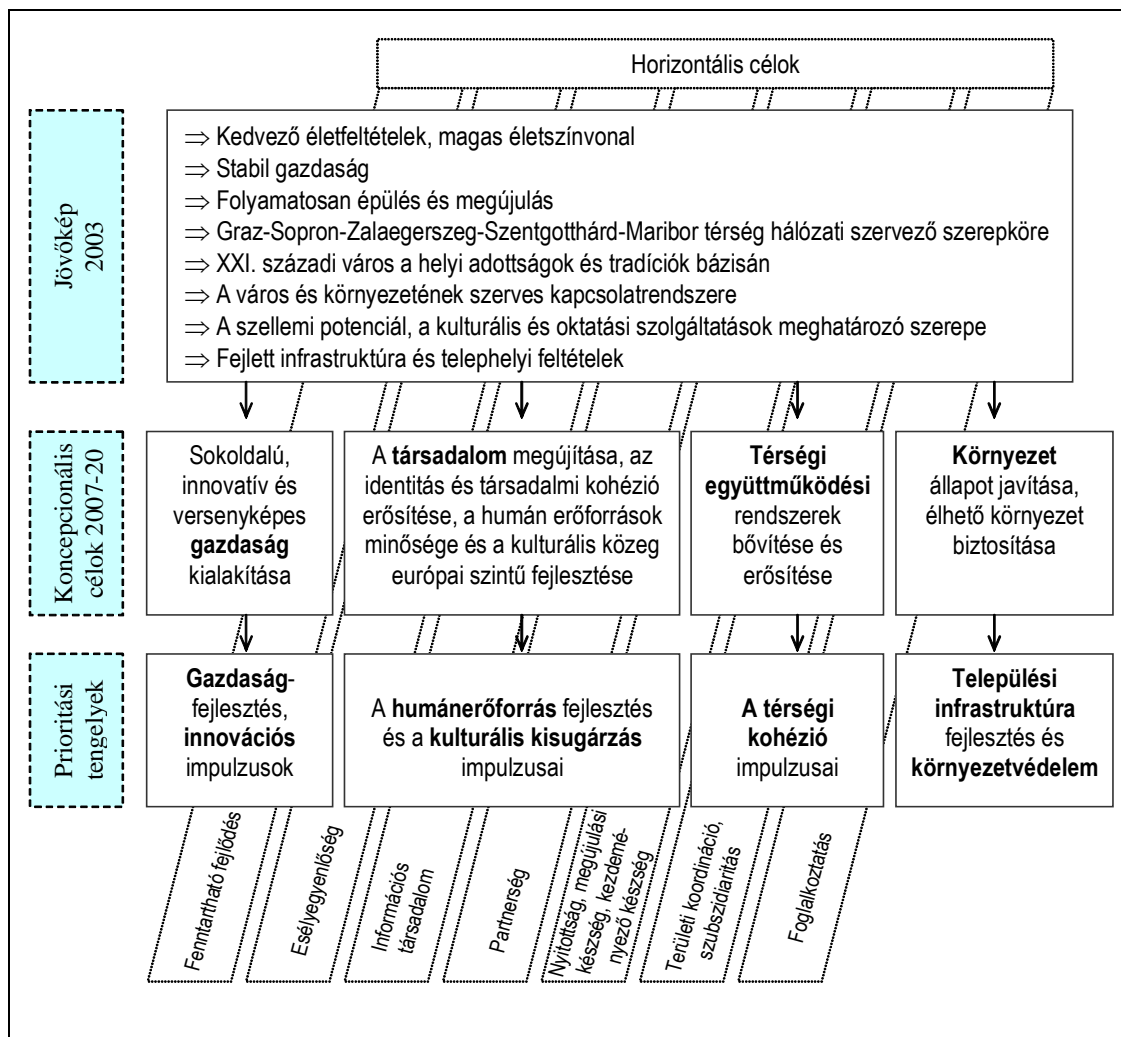 Horizontális célok
Jövőkép
2003
⇒ Kedvező életfeltételek, magas életszínvonal
⇒ Stabil gazdaság
⇒ Folyamatosan épülés és megújulás
⇒ Graz-Sopron-Zalaegerszeg-Szentgotthárd-Maribor térség hálózati szervező szerepköre
⇒ XXI. századi város a helyi adottságok és tradíciók bázisán
⇒ A város és környezetének szerves kapcsolatrendszere
⇒ A szellemi potenciál, a kulturális és oktatási szolgáltatások meghatározó szerepe
⇒ Fejlett infrastruktúra és telephelyi feltételek
Koncepcionális
célok 2007-20
Sokoldalú,
innovatív és
versenyképes
gazdaság
kialakítása
A társadalom megújítása, az
identitás és társadalmi kohézió
erősítése, a humán erőforrások
minősége és a kulturális közeg
európai szintű fejlesztése
Térségi
együttműködési
rendszerek
bővítése és
erősítése
Környezet
állapot javítása,
élhető környezet
biztosítása
Prioritási
tengelyek
Gazdaság-
fejlesztés,
innovációs
impulzusok
A humánerőforrás fejlesztés
és a kulturális kisugárzás
impulzusai
A térségi
kohézió
impulzusai
Települési
infrastruktúra
fejlesztés és
környezetvédelem
Fenntartható fejlődés
Esélyegyenlőség
Információs
társadalom
Partnerség
Nyitottság, megújulási
készség, kezdemé-
nyező készség
Területi koordináció,
szubszidiaritás
Foglalkoztatás